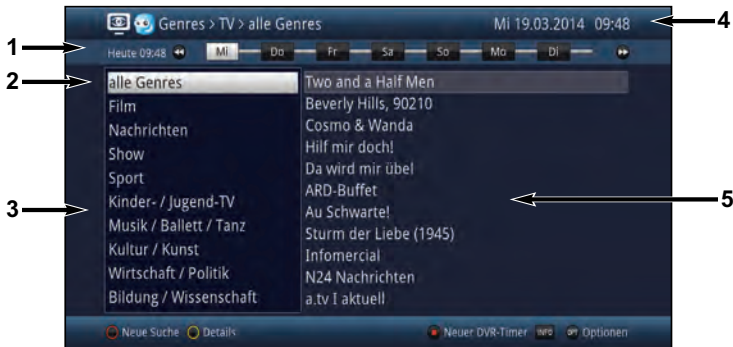 Genres > TV > alle Genres Mi 19.03.2014 09:48 4
1 Heute 09:48 Mi Do Fr Sa So Mo Di
2 alle Genres Two and a Half Men
Film Beverly Hills, 90210
Nachrichten Cosmo & Wanda
Show Hilf mir doch!
Sport Da wird mir übel
3 Kinder- / Jugend-TV ARD-Buffet 5
Musik / Ballett / Tanz Au Schwarte!
Kultur / Kunst Sturm der Liebe (1945)
Wirtschaft / Politik Infomercial
Bildung / Wissenschaft N24 Nachrichten
a.tv I aktuell
Neue Suche Details Neuer DVR-Timer INFO OPT Optionen